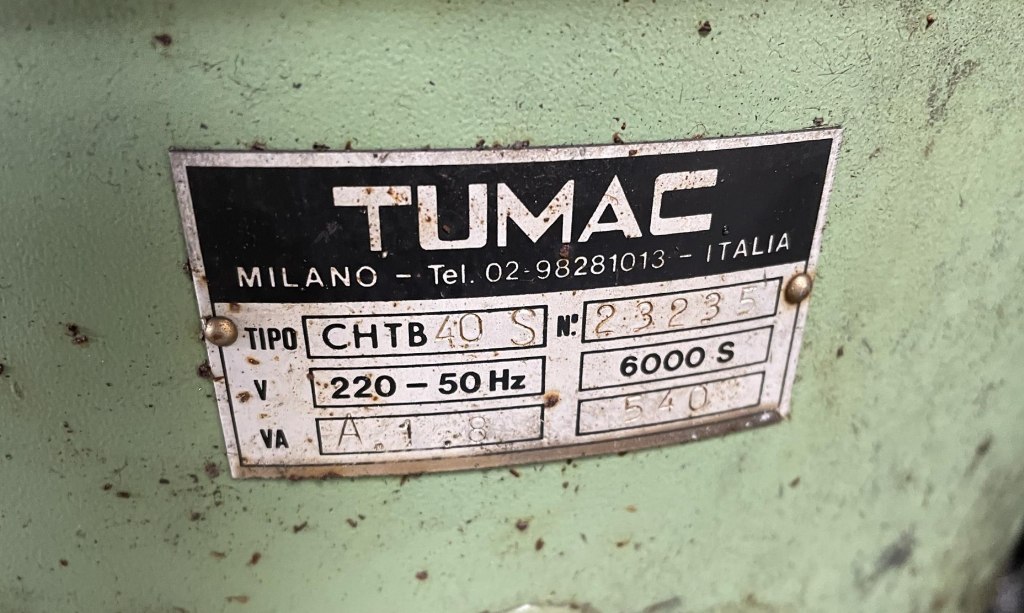 TUMAC
MILANO - Tel. 02-98281013 - ITALIA
TIPO CHTB 40 S N° 23235
V 220 - 50 Hz 6000 S
VA A.1.8 540